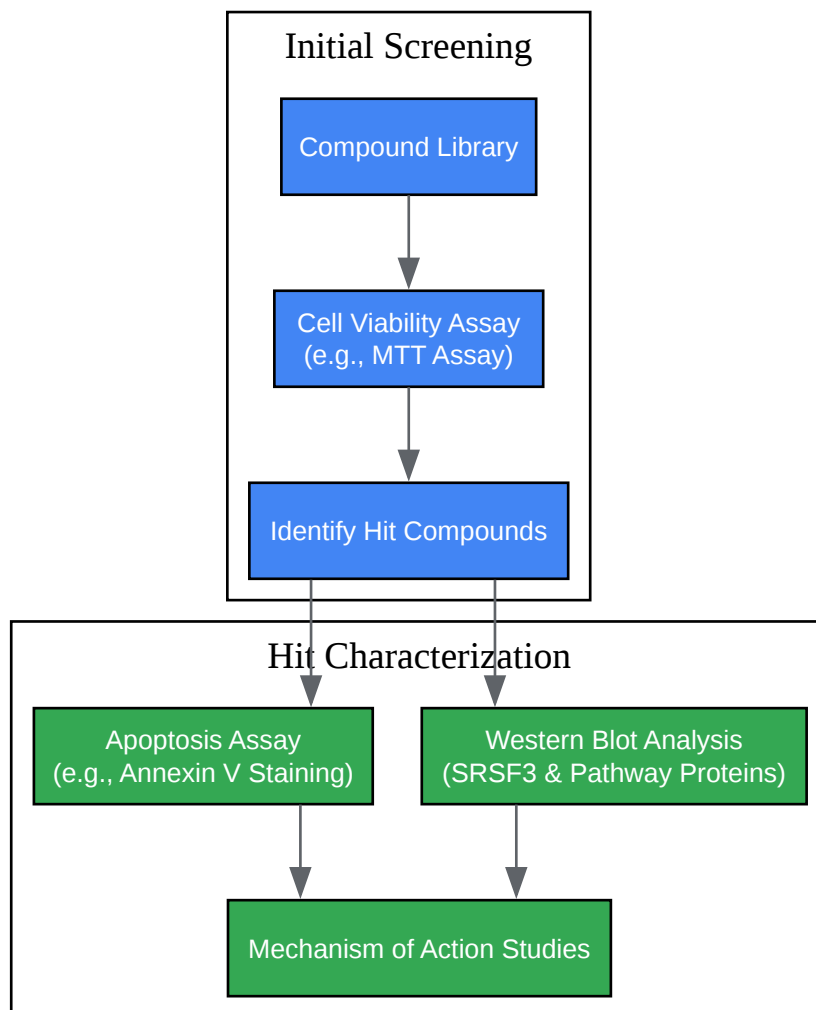 Initial Screening
Compound Library
Cell Viability Assay
(e.g., MTT Assay)
Identify Hit Compounds
Hit Characterization
Apoptosis Assay
(e.g., Annexin V Staining)
Western Blot Analysis
(SRSF3 & Pathway Proteins)
Mechanism of Action Studies